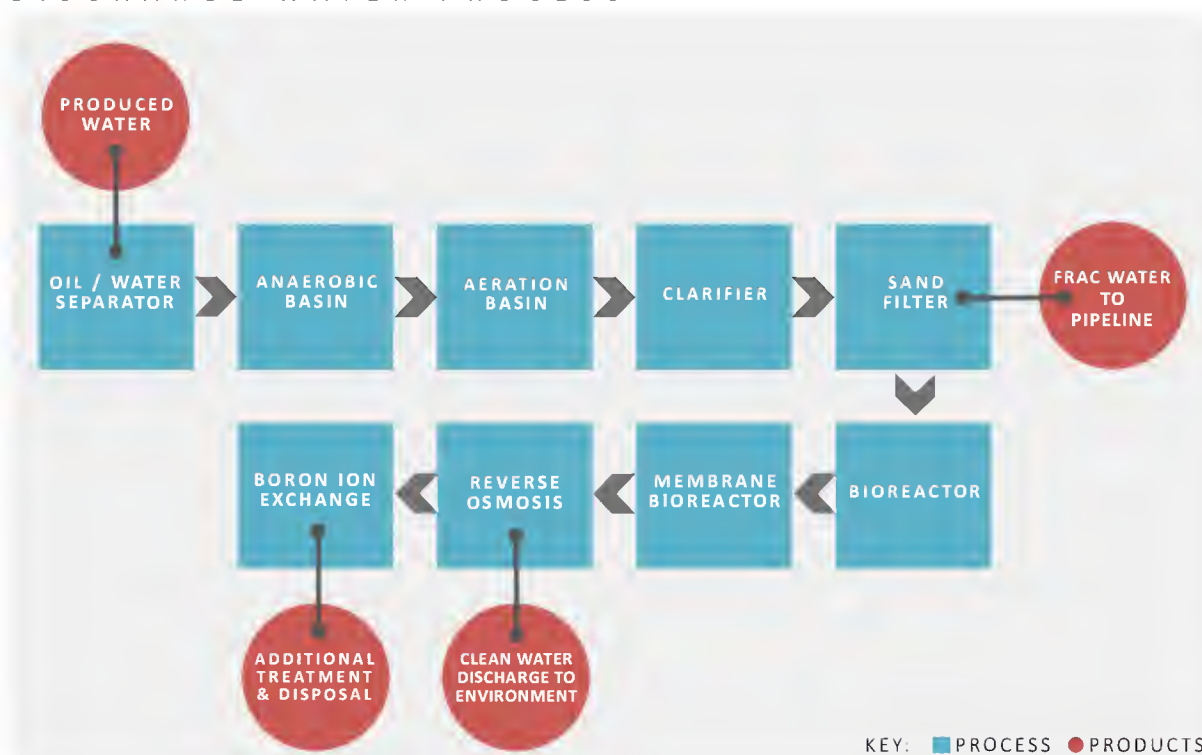 PRODUCED
WATER
OIL / WATER
SEPARATOR
ANAEROBIC
BASIN
AERATION
BASIN
CLARIFIER
SAND
FILTER
FRAC WATER
TO
PIPELINE
BORON ION
EXCHANGE
REVERSE
OSMOSIS
MEMBRANE
BIOREACTOR
BIOREACTOR
ADDITIONAL
TREATMENT
& DISPOSAL
CLEAN WATER
DISCHARGE TO
ENVIRONMENT
KEY: PROCESS PRODUCTS